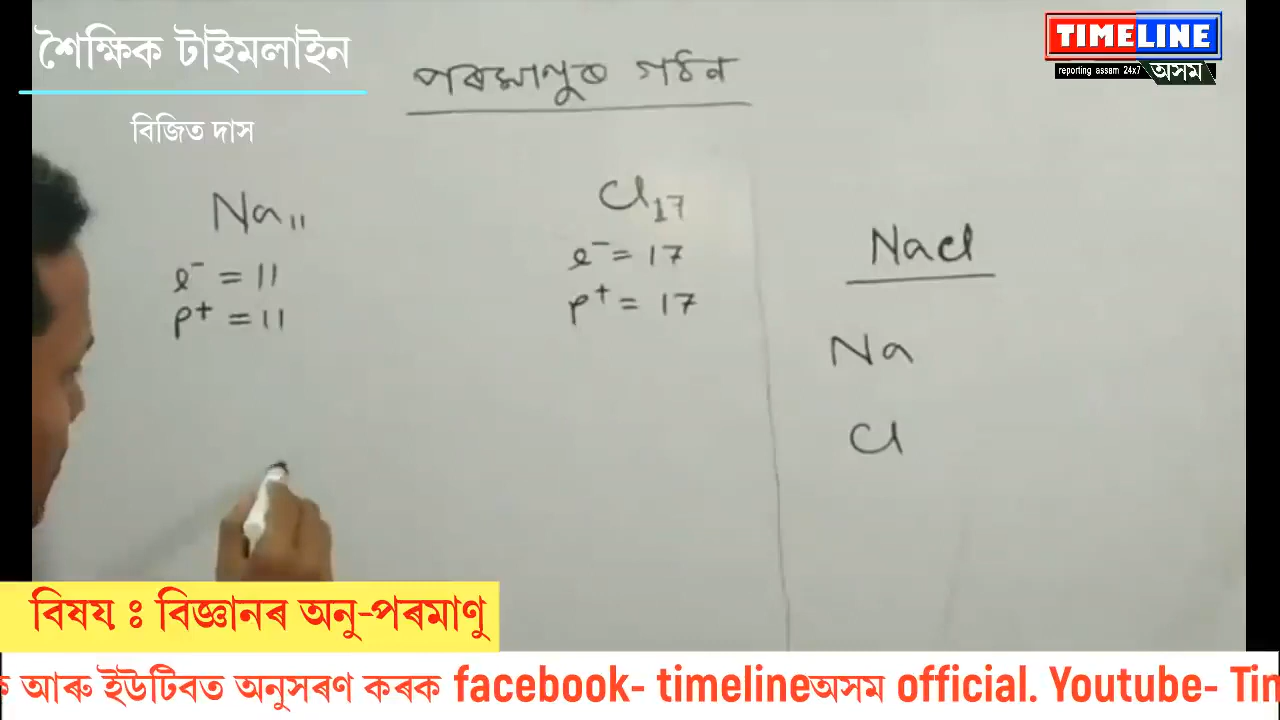 শৈক্ষিক টাইমলাইন
বিজিত দাস
TIMELINE
reporting assam 24x7 অসম
পৰমাণুৰ গঠন
Na₁₁
e⁻ = 11
p⁺ = 11
Cl₁₇
e⁻ = 17
p⁺ = 17
NaCl
Na
Cl
বিষয় ঃ বিজ্ঞানৰ অনু-পৰমাণু
আৰু ইউটিবত অনুসৰণ কৰক facebook- timelineঅসম official. Youtube- Tin